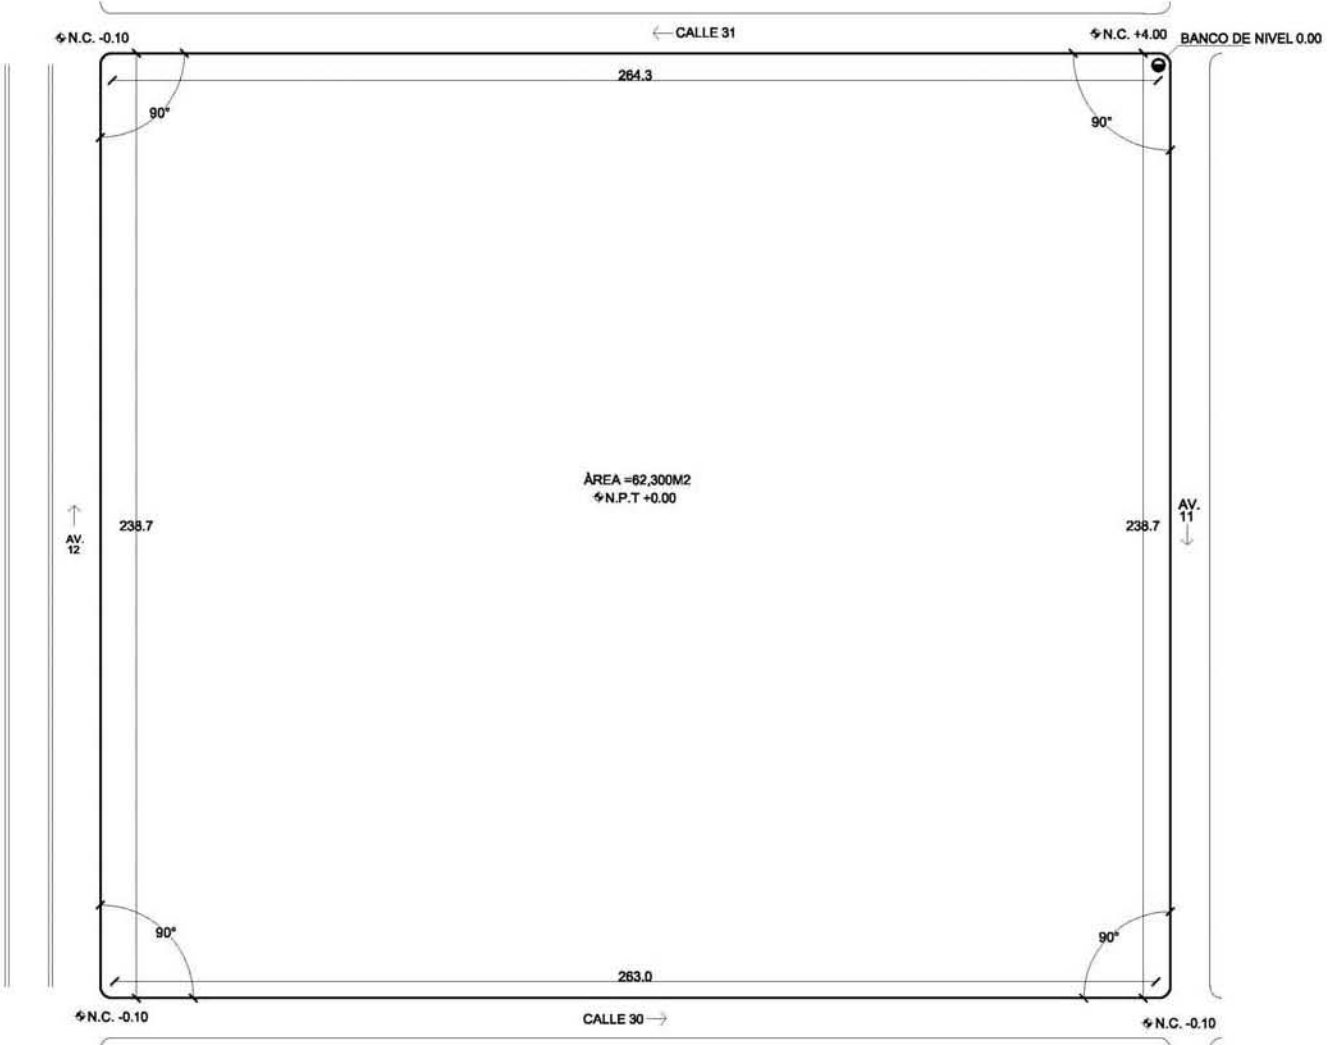 N.C. -0.10
CALLE 31
N.C. +4.00
BANCO DE NIVEL 0.00
264.3
90°
90°
ÀREA =62,300M2
N.P.T +0.00
238.7
238.7
AV.
12
AV.
11
90°
90°
263.0
N.C. -0.10
CALLE 30
N.C. -0.10